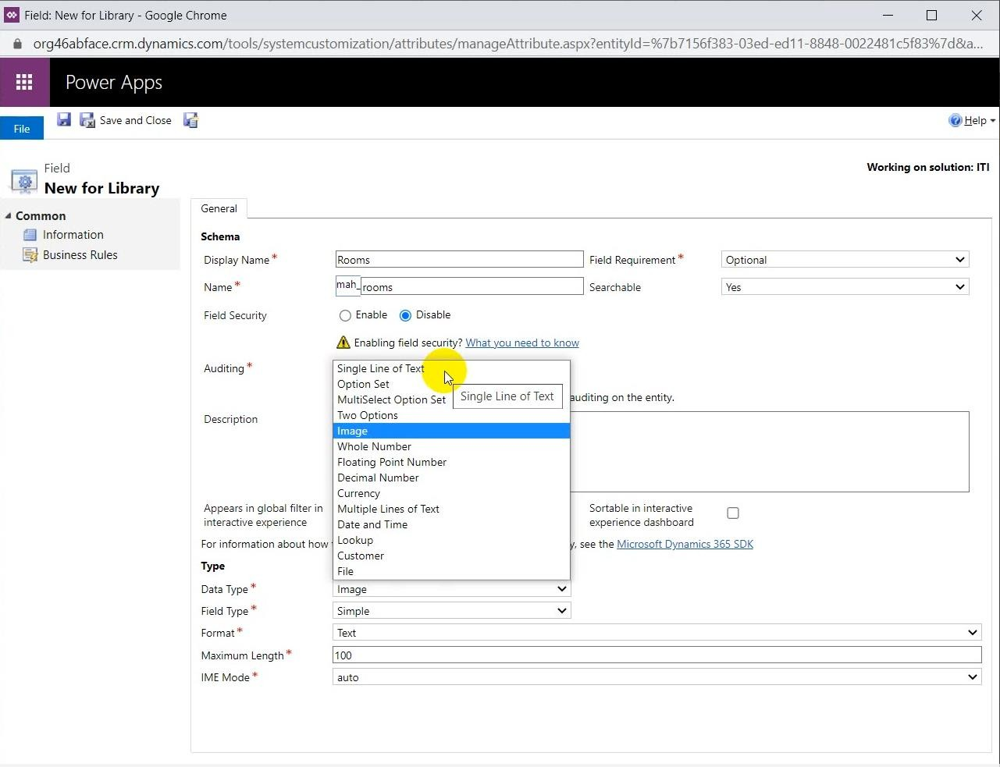 Field: New for Library - Google Chrome
org46abface.crm.dynamics.com/tools/systemcustomization/attributes/manageAttribute.aspx?entityId=%7b7156f383-03ed-ed11-8848-0022481c5f83%7d&a...
Power Apps
File
Save and Close
Help
Field
New for Library
Working on solution: ITI
Common
Information
Business Rules
General
Schema
Display Name *
Rooms
Field Requirement *
Optional
Name *
mah_
rooms
Searchable
Yes
Field Security
Enable
Disable
Enabling field security? What you need to know
Auditing *
Single Line of Text
Option Set
MultiSelect Option Set
Two Options
Image
Whole Number
Floating Point Number
Decimal Number
Currency
Multiple Lines of Text
Date and Time
Lookup
Customer
File
Single Line of Text
auditing on the entity.
Description
Appears in global filter in
interactive experience
Sortable in interactive
experience dashboard
For information about how
y, see the Microsoft Dynamics 365 SDK
Type
Data Type *
Image
Field Type *
Simple
Format *
Text
Maximum Length *
100
IME Mode *
auto